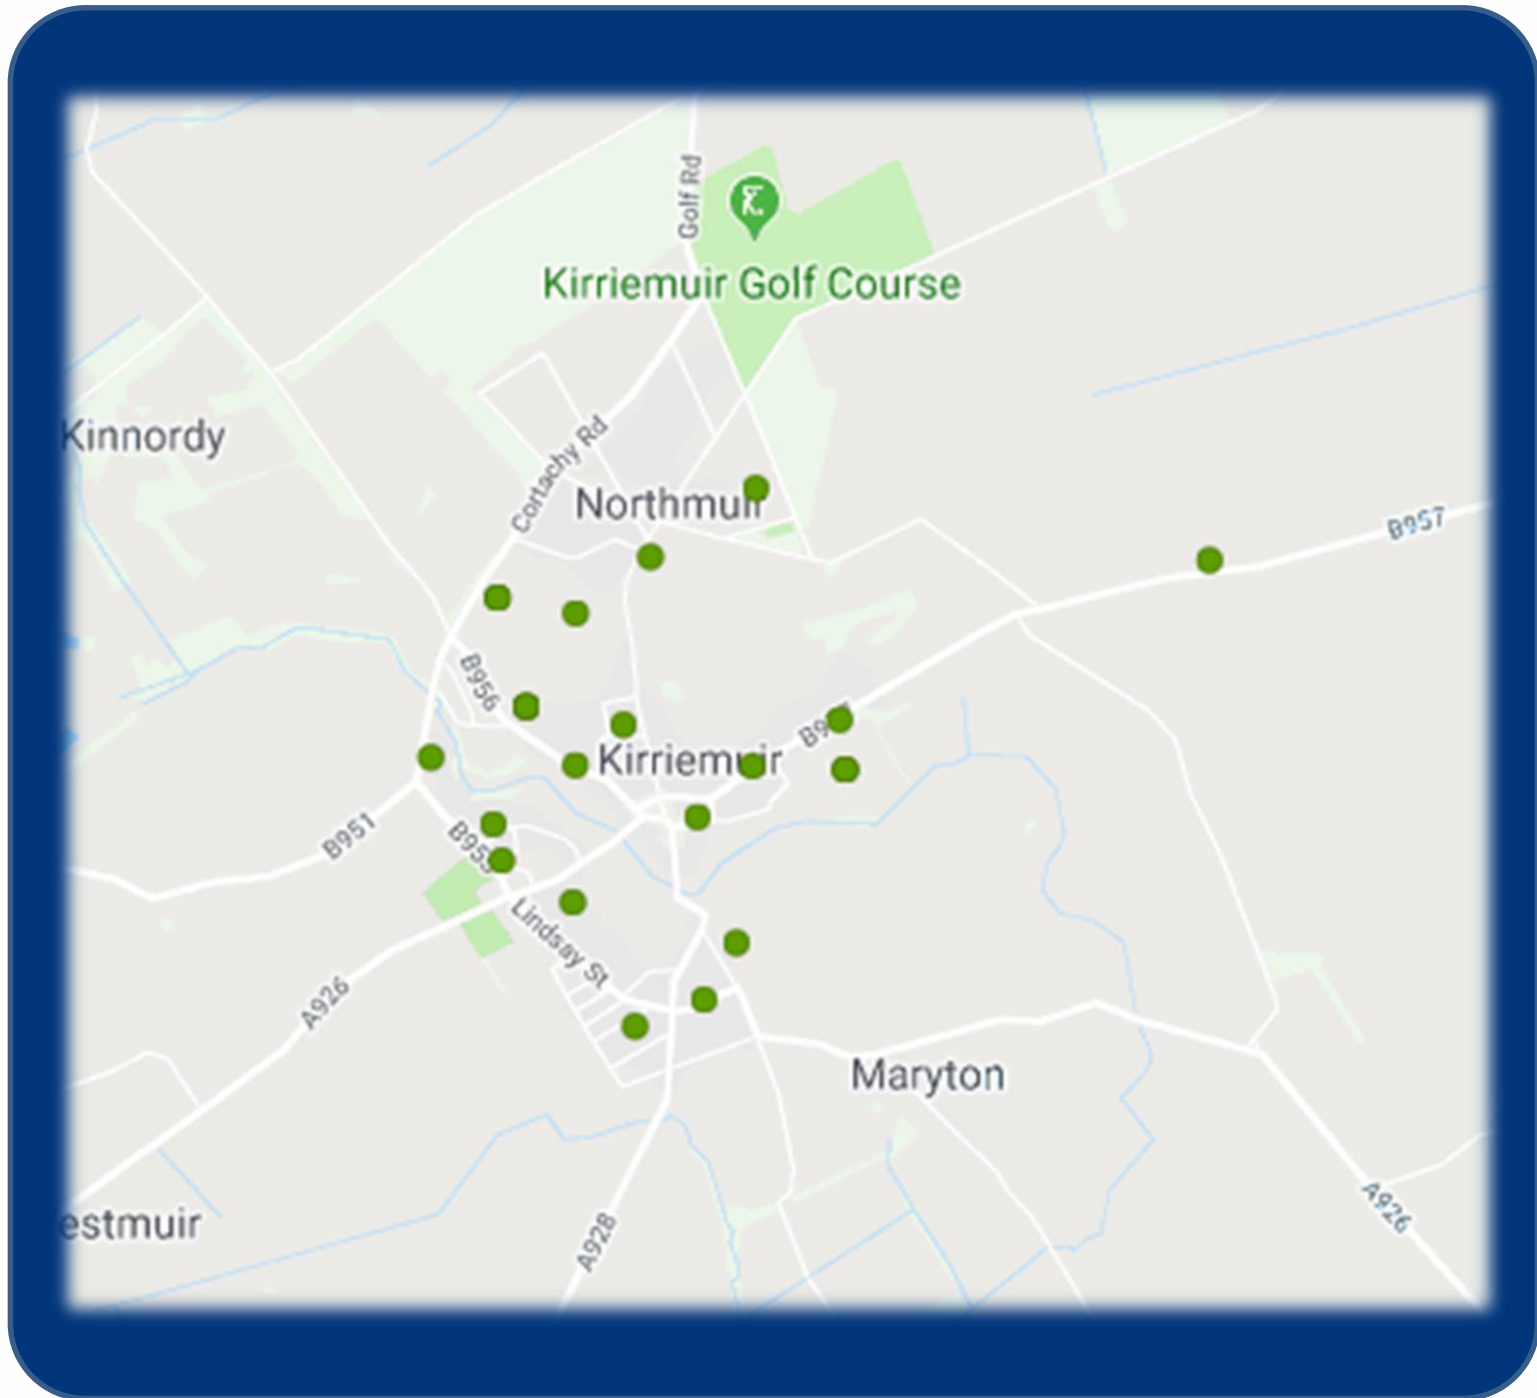 Golf Rd
Kirriemuir Golf Course
Kinnordy
Cortachy Rd
Northmuir
B957
B956
Kirriemuir
B951
Lindsay St
A926
Maryton
estmuir
A928
A926